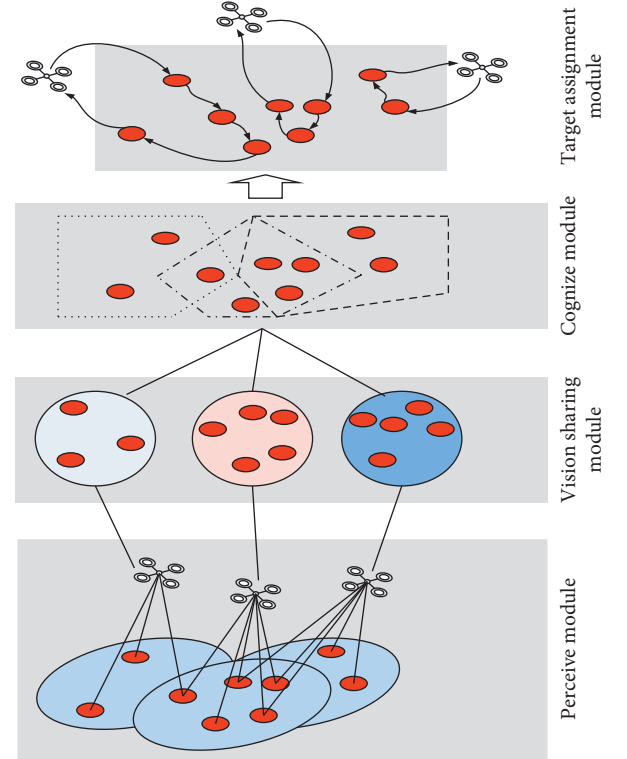 Target assignment
module
Cognize module
Vision sharing
module
Perceive module